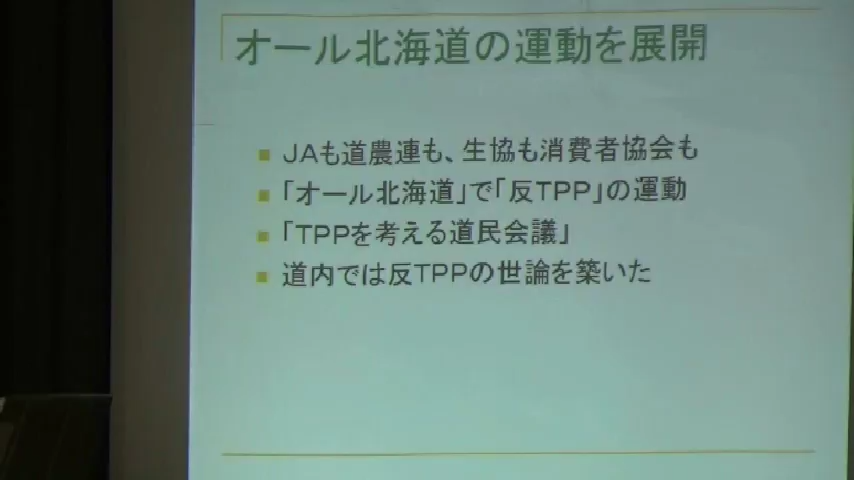 オール北海道の運動を展開
JAも道農連も、生協も消費者協会も
「オール北海道」で「反TPP」の運動
「TPPを考える道民会議」
道内では反TPPの世論を築いた